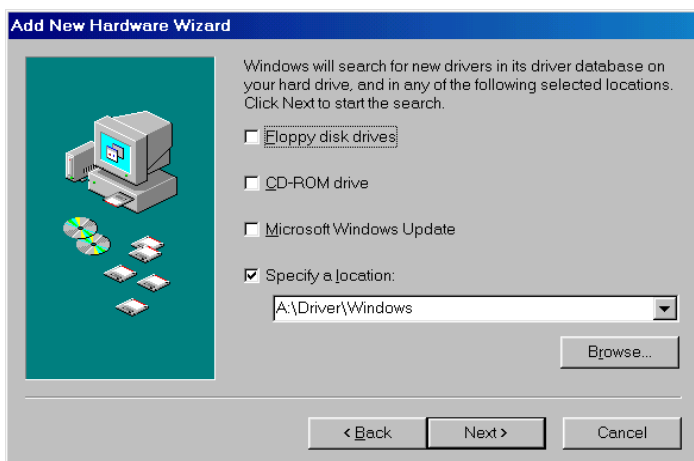 Add New Hardware Wizard
Windows will search for new drivers in its driver database on
your hard drive, and in any of the following selected locations.
Click Next to start the search.
Floppy disk drives
CD-ROM drive
Microsoft Windows Update
Specify a location:
A:\Driver\Windows
Browse...
< Back
Next >
Cancel